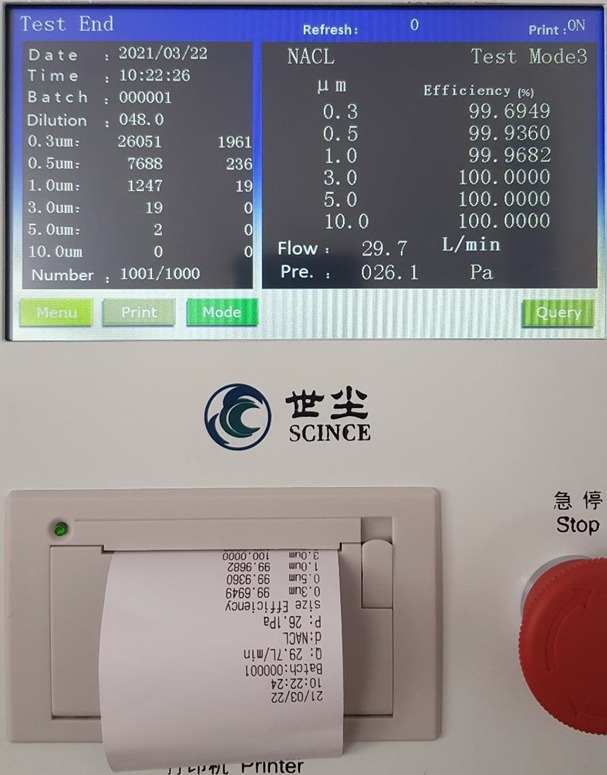 Test End
Refresh: 0
Print:ON
Date : 2021/03/22
Time : 10:22:26
Batch : 000001
Dilution : 048.0
0.3um: 26051 1961
0.5um: 7688 236
1.0um: 1247 19
3.0um: 19 0
5.0um: 2 0
10.0um 0 0
Number : 1001/1000
NACL Test Mode3
μm Efficiency (%)
0.3 99.6949
0.5 99.9360
1.0 99.9682
3.0 100.0000
5.0 100.0000
10.0 100.0000
Flow : 29.7 L/min
Pre. : 026.1 Pa
Menu
Print
Mode
Query
世尘
SCINCE
急停
Stop
21/03/22
10:22:24
Batch:000001
Q: 29.7L/min
d:NACL
P: 26.1Pa
size Efficiency
0.3um 99.6949
0.5um 99.9360
1.0um 99.9682
3.0um 100.0000
打印机 Printer